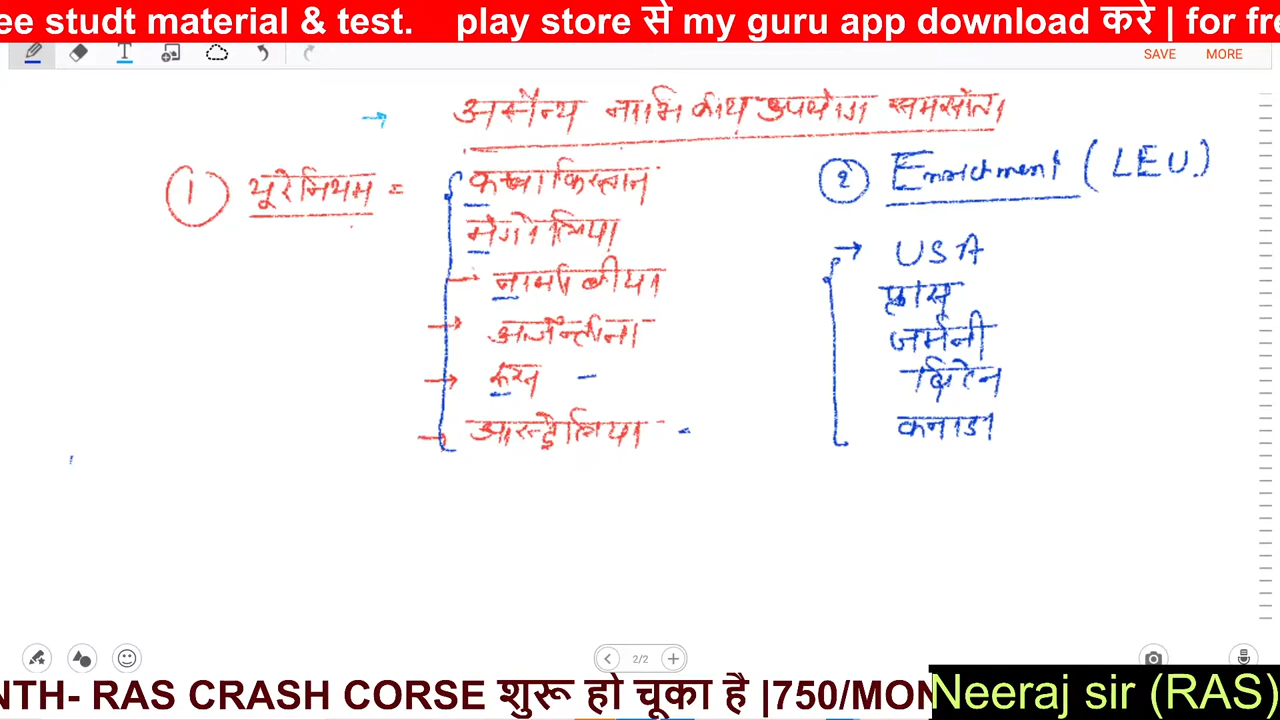 ee studt material & test. play store से my guru app download करे | for fre
SAVE MORE
असैन्य नाभिकीय उपयोग समझौता
① यूरेनियम =
कजाकिस्तान
मंगोलिया
नामीबीया
अर्जेन्तीना
रूस
आस्ट्रेलिया
② Enrichment (LEU.)
USA
फ्रांस
जर्मनी
ब्रिटेन
कनाडा
2/2
NTH- RAS CRASH CORSE शुरू हो चूका है |750/MON
Neeraj sir (RAS)